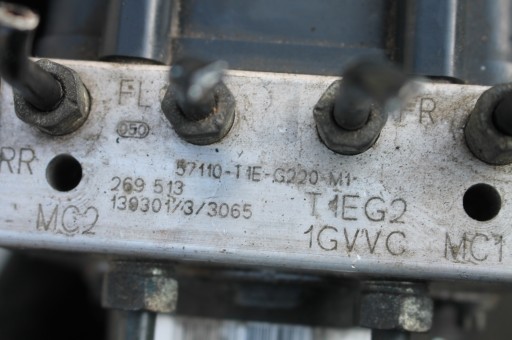 FL
FR
050
RR
57110-T1E-G220-M1
269 513
130301/3/3065
T1EG2
1GVVC
MC2
MC1